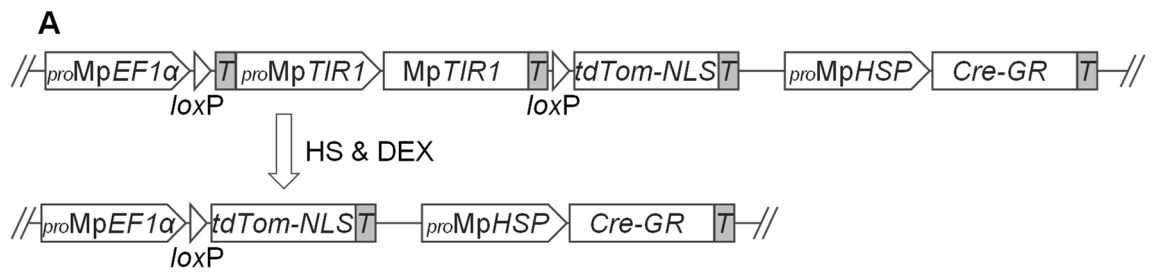 A
proMpEF1α T proMpTIR1 MpTIR1 T tdTom-NLS T proMpHSP Cre-GR T
loxP loxP
HS & DEX
proMpEF1α tdTom-NLS T proMpHSP Cre-GR T
loxP